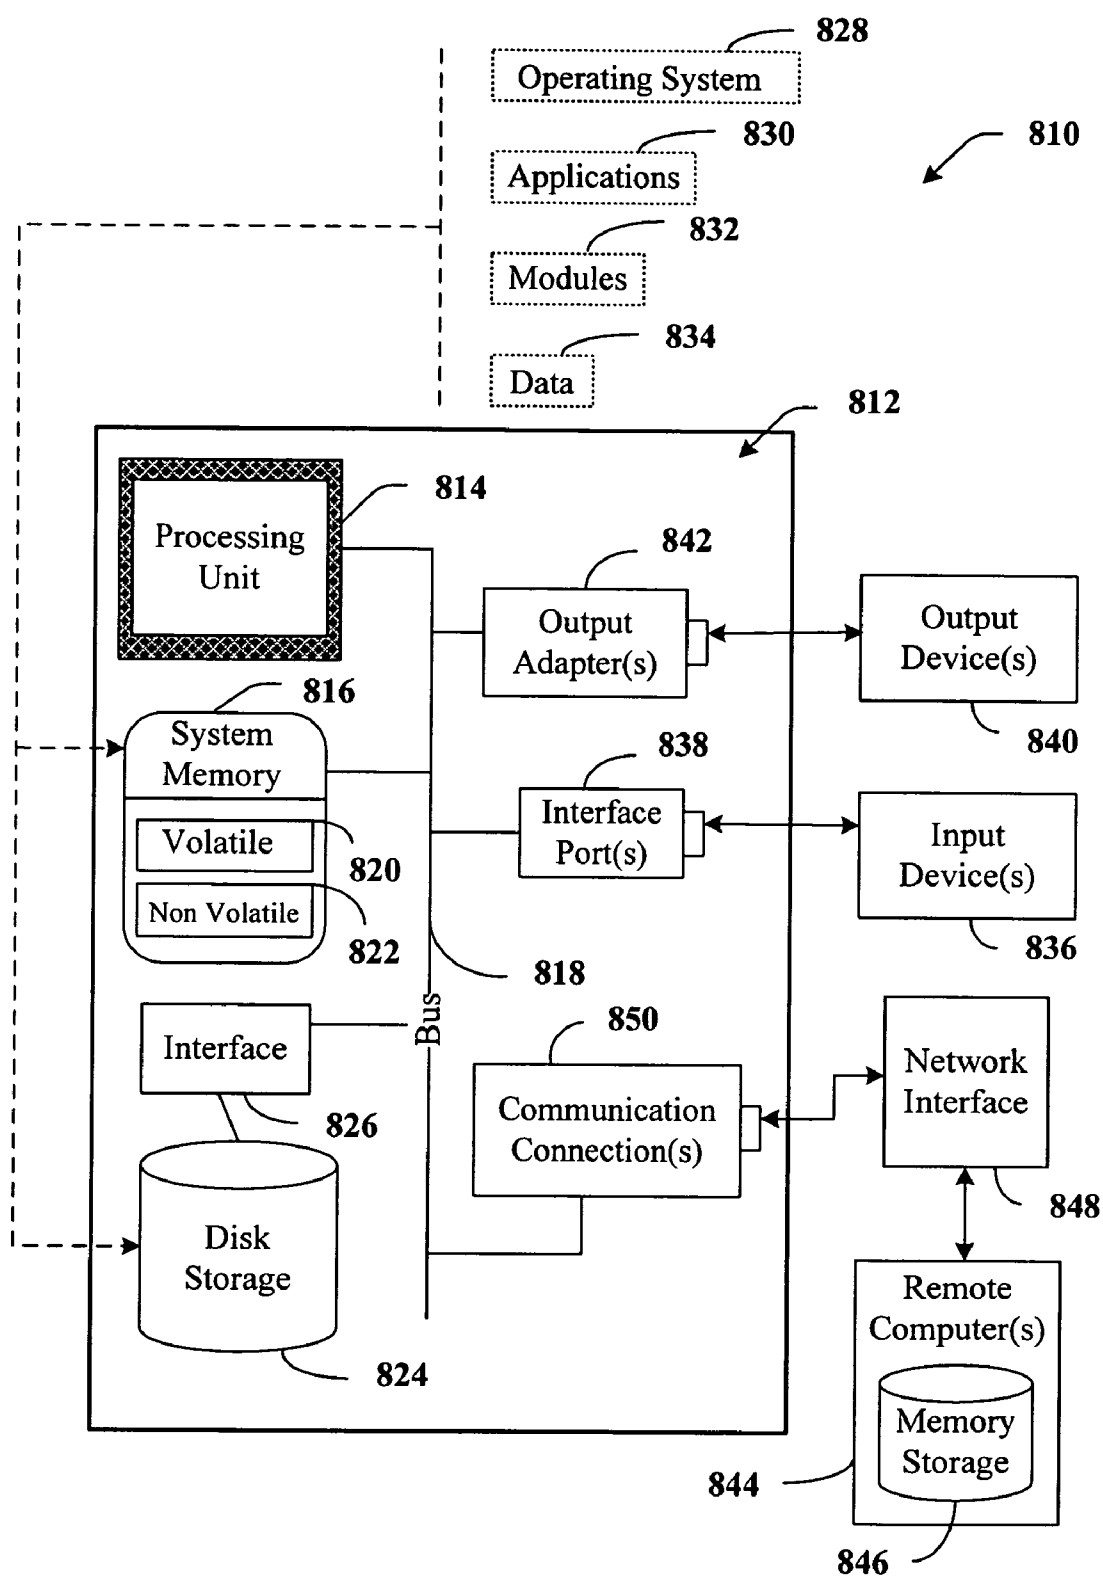 828
Operating System
830
810
Applications
832
Modules
834
Data
812
814
Processing
Unit
842
Output
Adapter(s)
Output
Device(s)
840
816
System
Memory
838
Interface
Port(s)
Input
Device(s)
836
Volatile
820
Non Volatile
822
818
Bus
850
Interface
826
Communication
Connection(s)
Network
Interface
848
Disk
Storage
824
Remote
Computer(s)
Memory
Storage
844
846